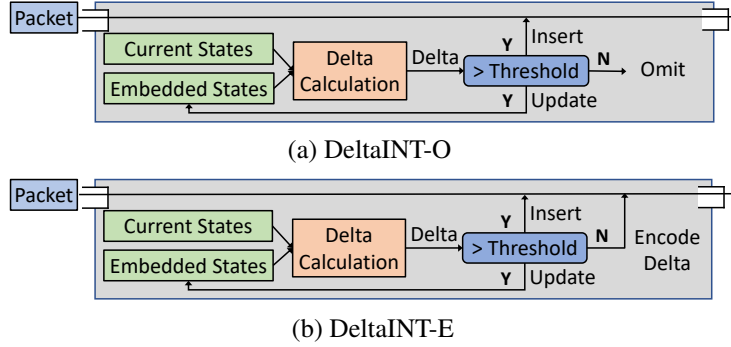 Packet
Current States
Embedded States
Delta
Calculation
Delta
Y
Insert
> Threshold
N
Omit
Y
Update
(a) DeltaINT-O
Packet
Current States
Embedded States
Delta
Calculation
Delta
Y
Insert
> Threshold
N
Encode
Delta
Y
Update
(b) DeltaINT-E